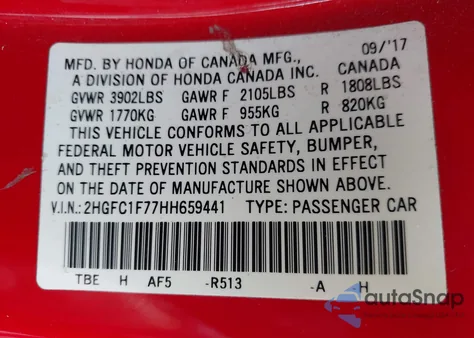 09/'17
MFD. BY HONDA OF CANADA MFG.,
A DIVISION OF HONDA CANADA INC. CANADA
GVWR 3902LBS GAWR F 2105LBS R 1808LBS
GVWR 1770KG GAWR F 955KG R 820KG
THIS VEHICLE CONFORMS TO ALL APPLICABLE
FEDERAL MOTOR VEHICLE SAFETY, BUMPER,
AND THEFT PREVENTION STANDARDS IN EFFECT
ON THE DATE OF MANUFACTURE SHOWN ABOVE.
V.I.N.: 2HGFC1F77HH659441 TYPE: PASSENGER CAR
TBE H AF5 -R513 -A H
autoSnap